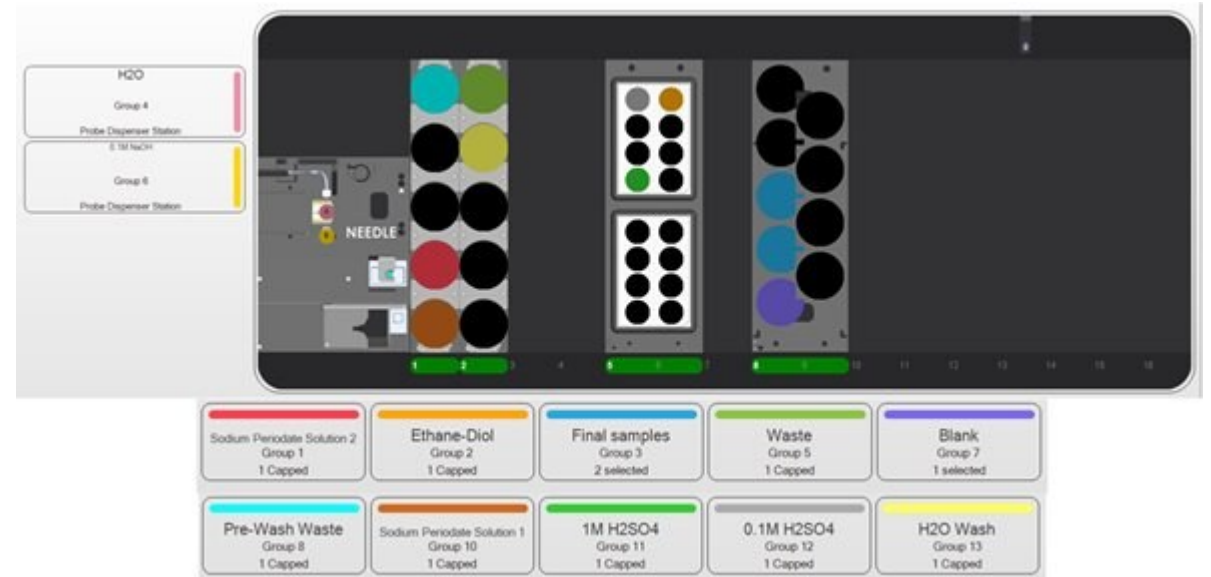 H2O
Group 4
Probe Dispenser Station
0.1M NaOH
Group 6
Probe Dispenser Station
NEEDLE
1 2 3 4 5 6 7 8 9 10 11 12 13 14 15 16
Sodium Periodate Solution 2
Group 1
1 Capped
Ethane-Diol
Group 2
1 Capped
Final samples
Group 3
2 selected
Waste
Group 5
1 Capped
Blank
Group 7
1 selected
Pre-Wash Waste
Group 8
1 Capped
Sodium Periodate Solution 1
Group 10
1 Capped
1M H2SO4
Group 11
1 Capped
0.1M H2SO4
Group 12
1 Capped
H2O Wash
Group 13
1 Capped